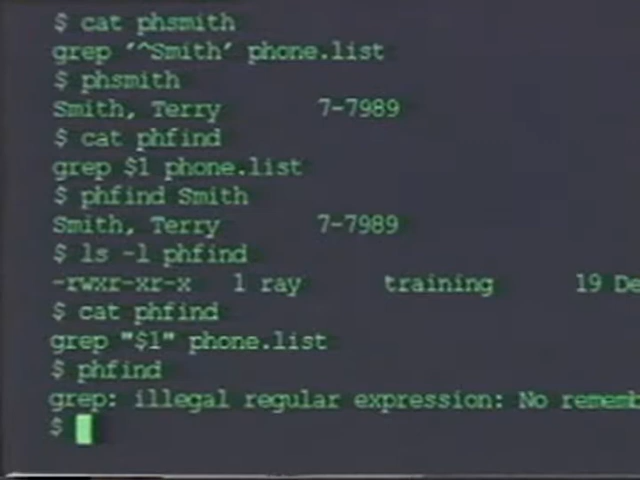 $ cat phsmith
grep '^Smith' phone.list
$ phsmith
Smith, Terry 7-7989
$ cat phfind
grep $1 phone.list
$ phfind Smith
Smith, Terry 7-7989
$ ls -l phfind
-rwxr-xr-x 1 ray training 19 De
$ cat phfind
grep "$1" phone.list
$ phfind
grep: illegal regular expression: No rememb
$